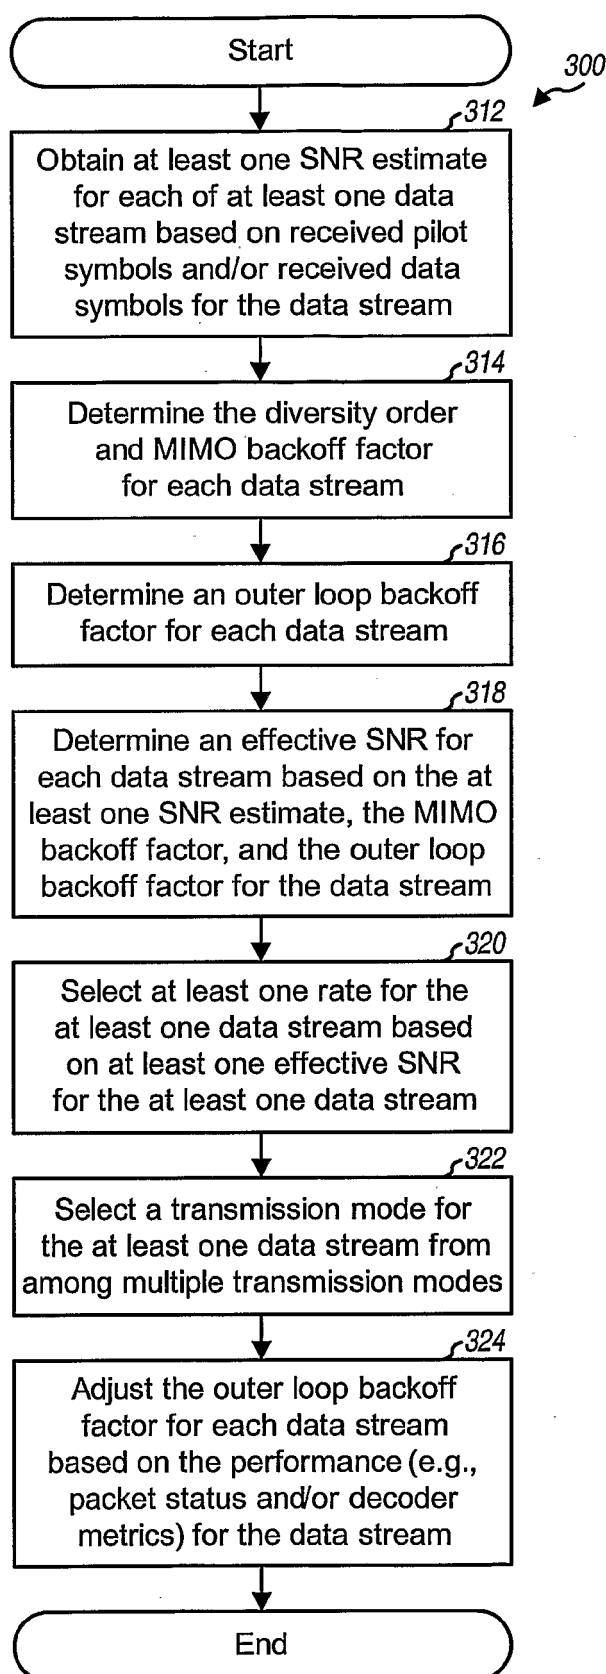 Start
300
312
Obtain at least one SNR estimate
for each of at least one data
stream based on received pilot
symbols and/or received data
symbols for the data stream
314
Determine the diversity order
and MIMO backoff factor
for each data stream
316
Determine an outer loop backoff
factor for each data stream
318
Determine an effective SNR for
each data stream based on the at
least one SNR estimate, the MIMO
backoff factor, and the outer loop
backoff factor for the data stream
320
Select at least one rate for the
at least one data stream based
on at least one effective SNR
for the at least one data stream
322
Select a transmission mode for
the at least one data stream from
among multiple transmission modes
324
Adjust the outer loop backoff
factor for each data stream
based on the performance (e.g.,
packet status and/or decoder
metrics) for the data stream
End